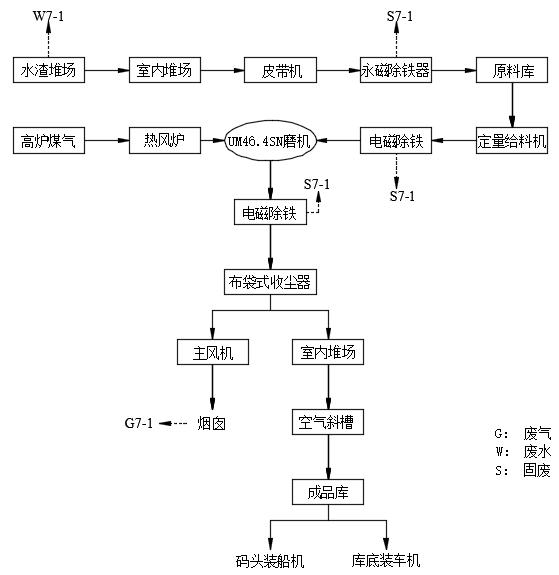 W7-1
S7-1
水渣堆场
室内堆场
皮带机
永磁除铁器
原料库
高炉煤气
热风炉
UM46.4SN磨机
电磁除铁
定量给料机
S7-1
S7-1
电磁除铁
布袋式收尘器
主风机
室内堆场
G7-1
烟囱
空气斜槽
G: 废气
W: 废水
S: 固废
成品库
码头装船机
库底装车机